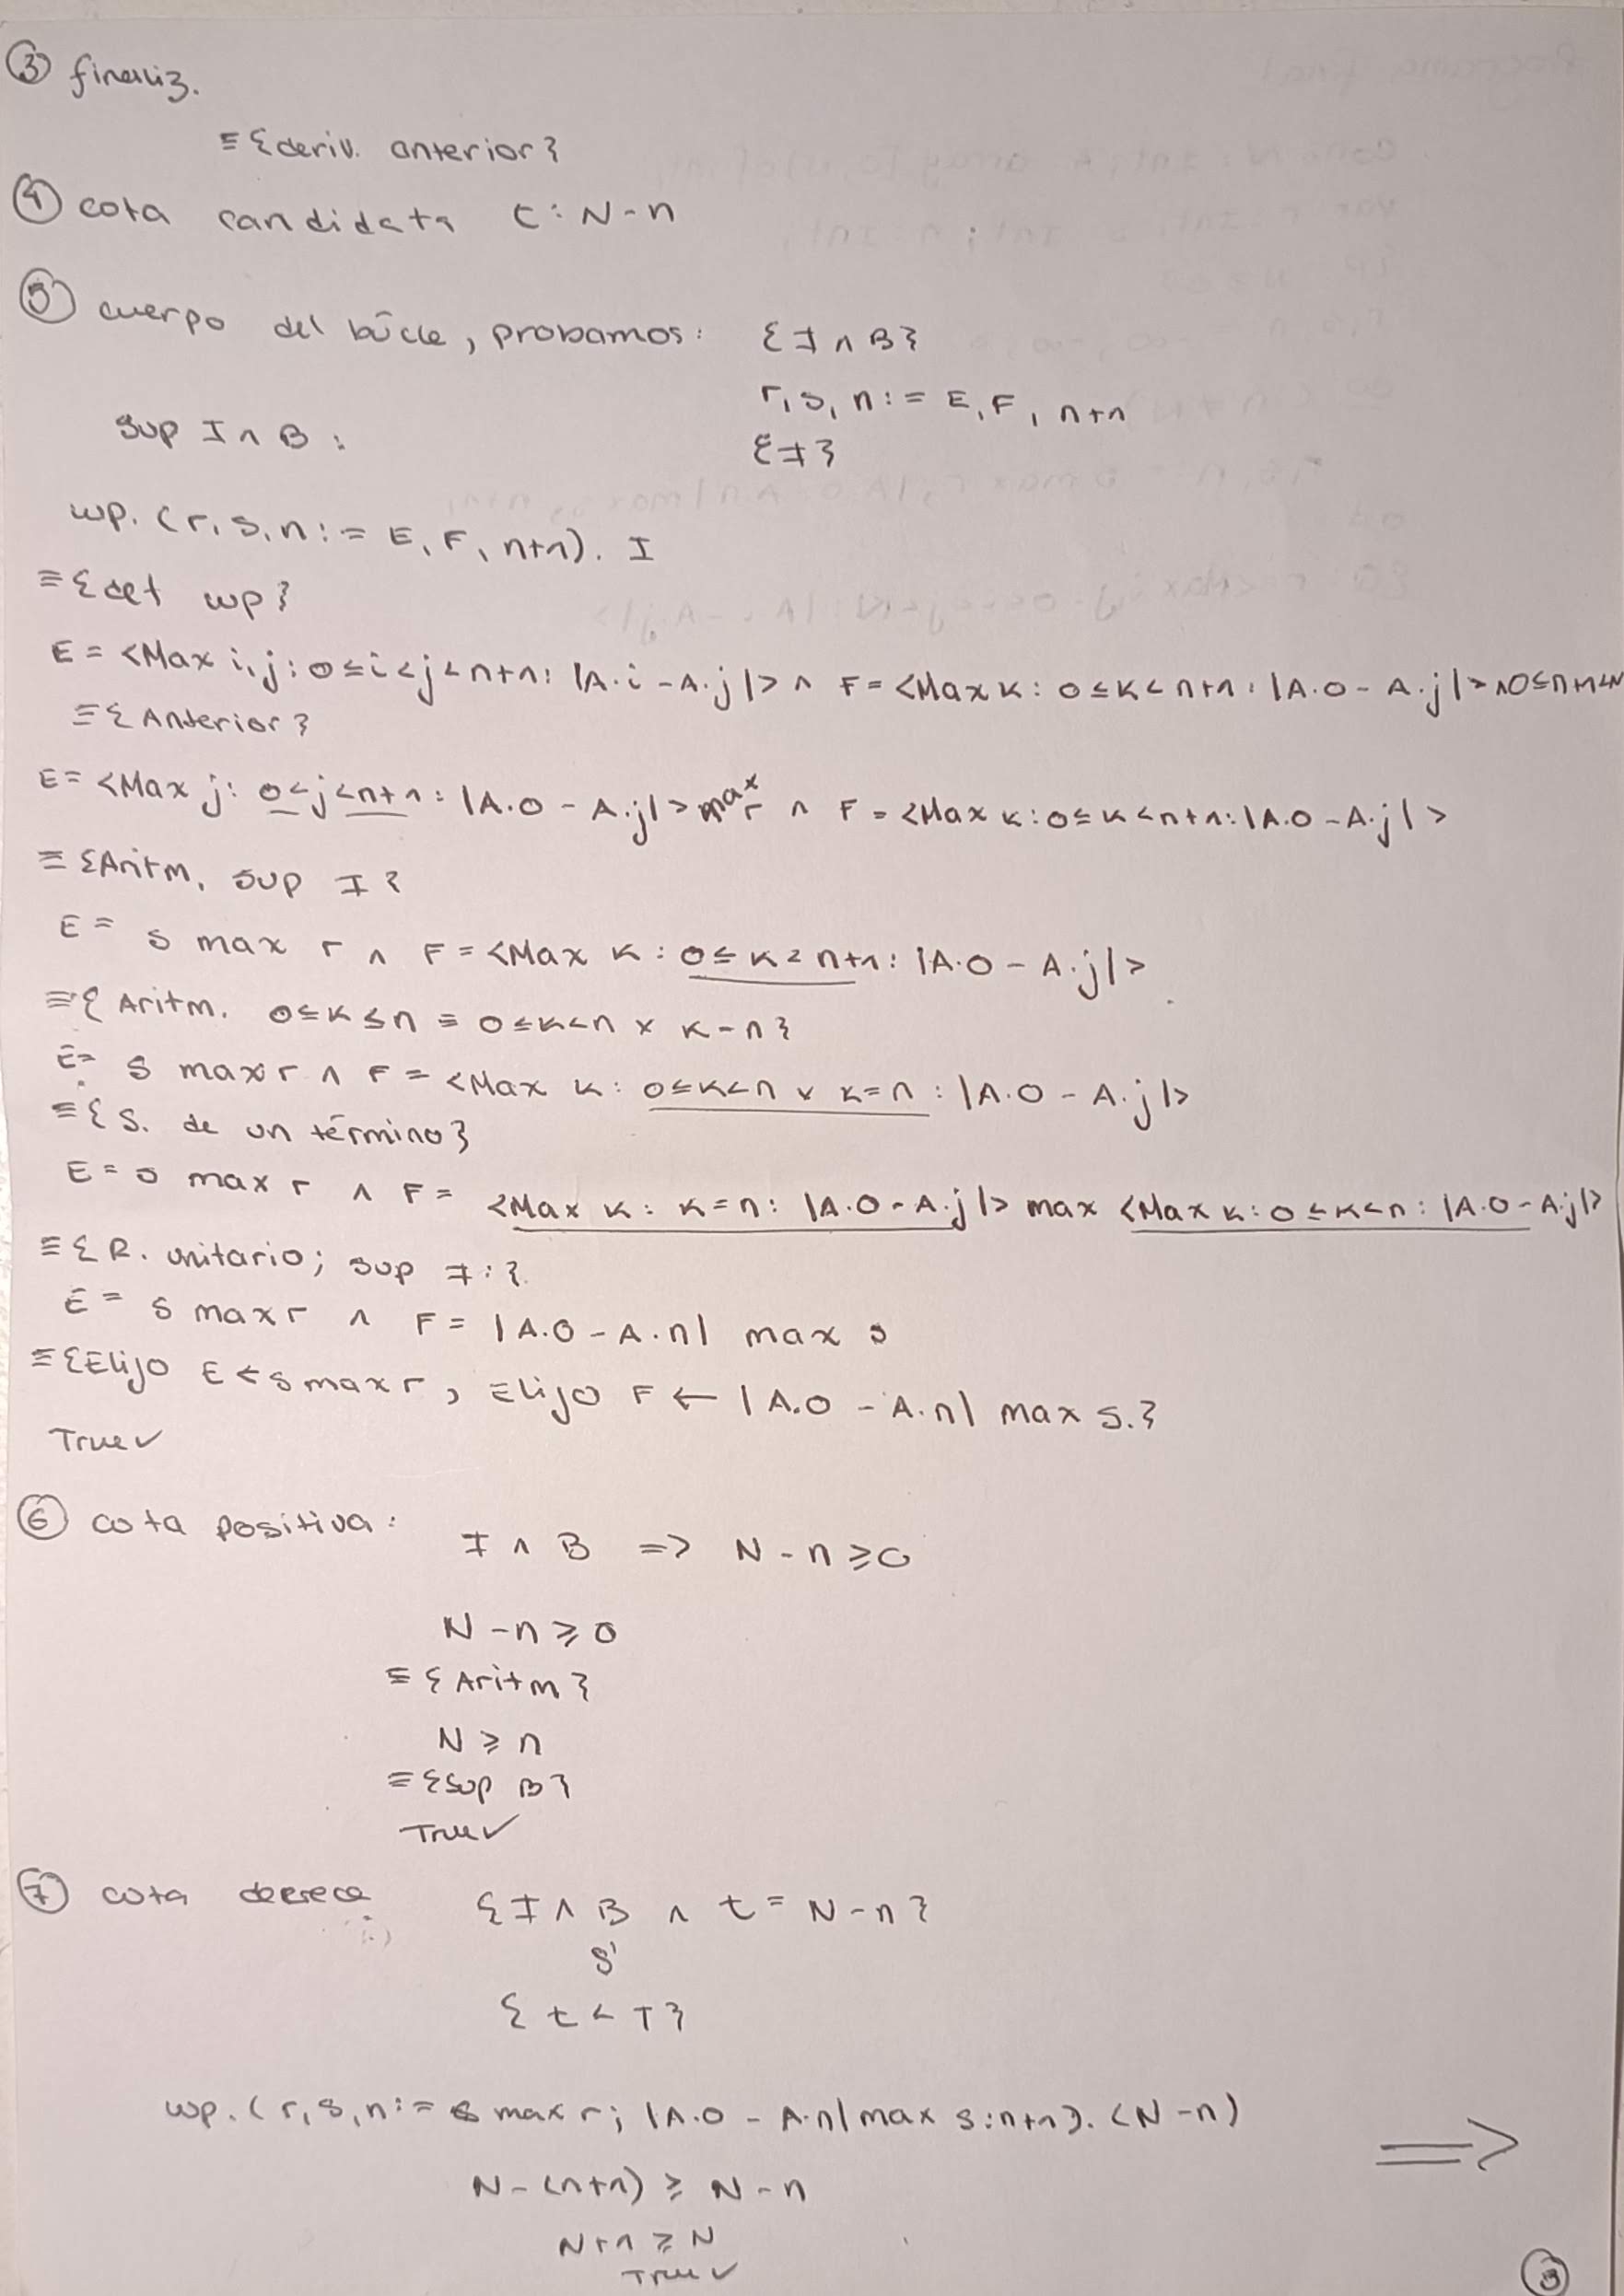 ③ finaliz.
≡ {deriv. anterior}
④ cota candidata t: N-n
⑤ cuerpo del búcle, probamos: {I ∧ B}
r, s, n := E, F, n+1
sup I ∧ B :
{I}
wp. (r, s, n := E, F, n+1). I
≡ {def wp}
E = <Max i,j: 0≤i<j<n+1: |A.i - A.j|> ∧ F = <Max k: 0≤k<n+1: |A.0 - A.j|> ∧ 0≤n+1<N
≡ {Anterior}
E = <Max j: 0<j<n+1: |A.0 - A.j|> max r ∧ F = <Max k: 0≤k<n+1: |A.0 - A.j|>
≡ {Aritm, sup I}
E = s max r ∧ F = <Max k: 0≤k<n+1: |A.0 - A.j|>
≡ { Aritm. 0≤k≤n ≡ 0≤k<n ∨ k=n}
E = s max r ∧ F = <Max k: 0≤k<n ∨ k=n : |A.0 - A.j|>
≡ {S. de un término}
E = s max r ∧ F = <Max k: k=n: |A.0 - A.j|> max <Max k: 0≤k<n: |A.0 - A.j|>
≡ {R. unitario; sup I:}
E = s max r ∧ F = |A.0 - A.n| max s
≡ {Elijo E ← s max r, Elijo F ← |A.0 - A.n| max s.}
True ✓
⑥ cota positiva: I ∧ B => N-n ≥ 0
N-n ≥ 0
≡ {Aritm}
N ≥ n
≡ {sup B}
True ✓
⑦ cota decrece {I ∧ B ∧ t = N-n}
S'
{t < T}
wp. (r, s, n := s max r; |A.0 - A.n| max s; n+1). (N-n)
=>
N-(n+1) ≥ N-n
N+1 ≥ N
True ✓
③